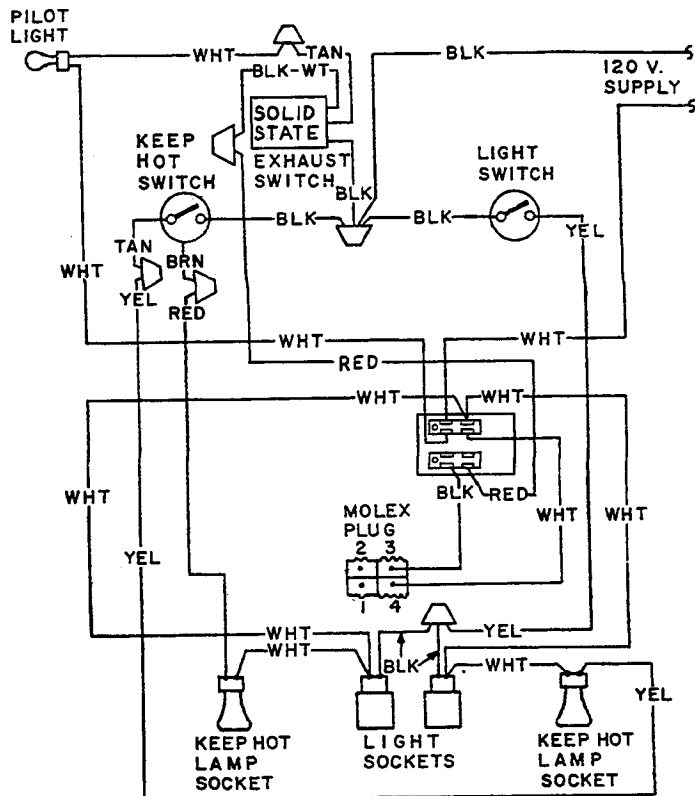 PILOT
LIGHT
WHT
TAN
BLK
BLK-WT
120 V.
SUPPLY
SOLID
STATE
KEEP
HOT
SWITCH
EXHAUST
SWITCH
LIGHT
SWITCH
BLK
BLK
BLK
YEL
TAN
BRN
WHT
YEL
RED
WHT
WHT
RED
WHT
WHT
WHT
BLK
RED
WHT
WHT
MOLEX
PLUG
2 3
YEL
1 4
WHT
YEL
WHT
BLK
WHT
YEL
KEEP HOT
LAMP
SOCKET
LIGHT
SOCKETS
KEEP HOT
LAMP
SOCKET